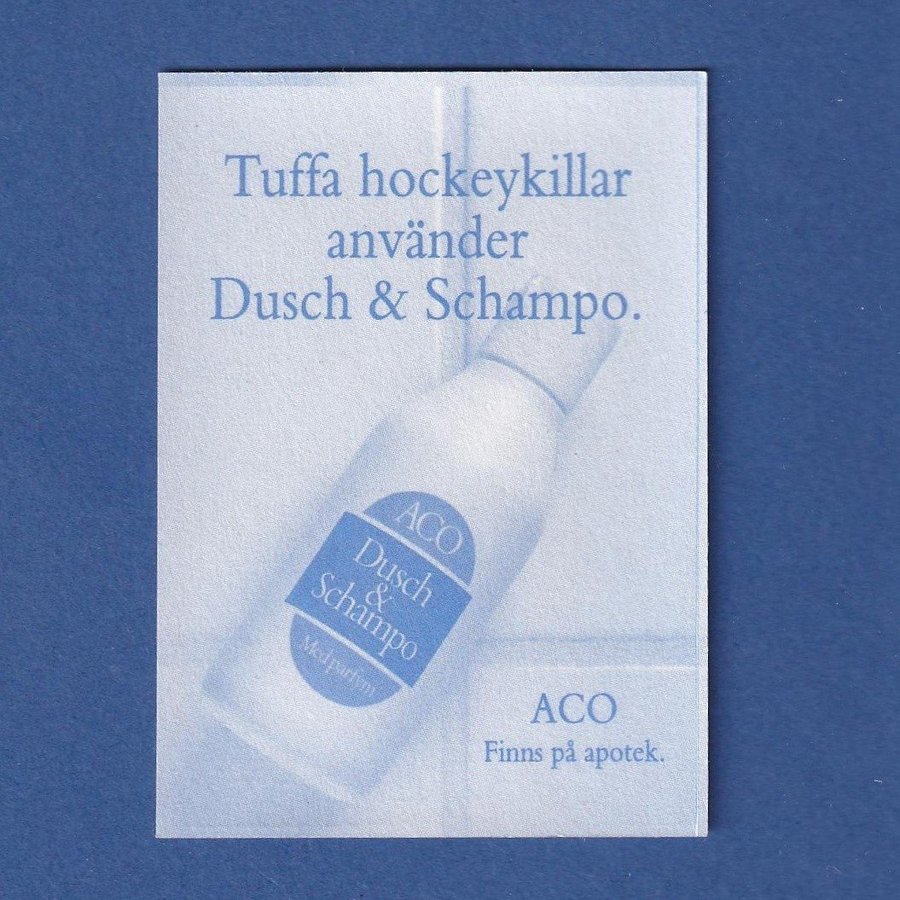 Tuffa hockeykillar
använder
Dusch & Schampo.
ACO
Dusch
&
Schampo
Med parfym
ACO
Finns på apotek.